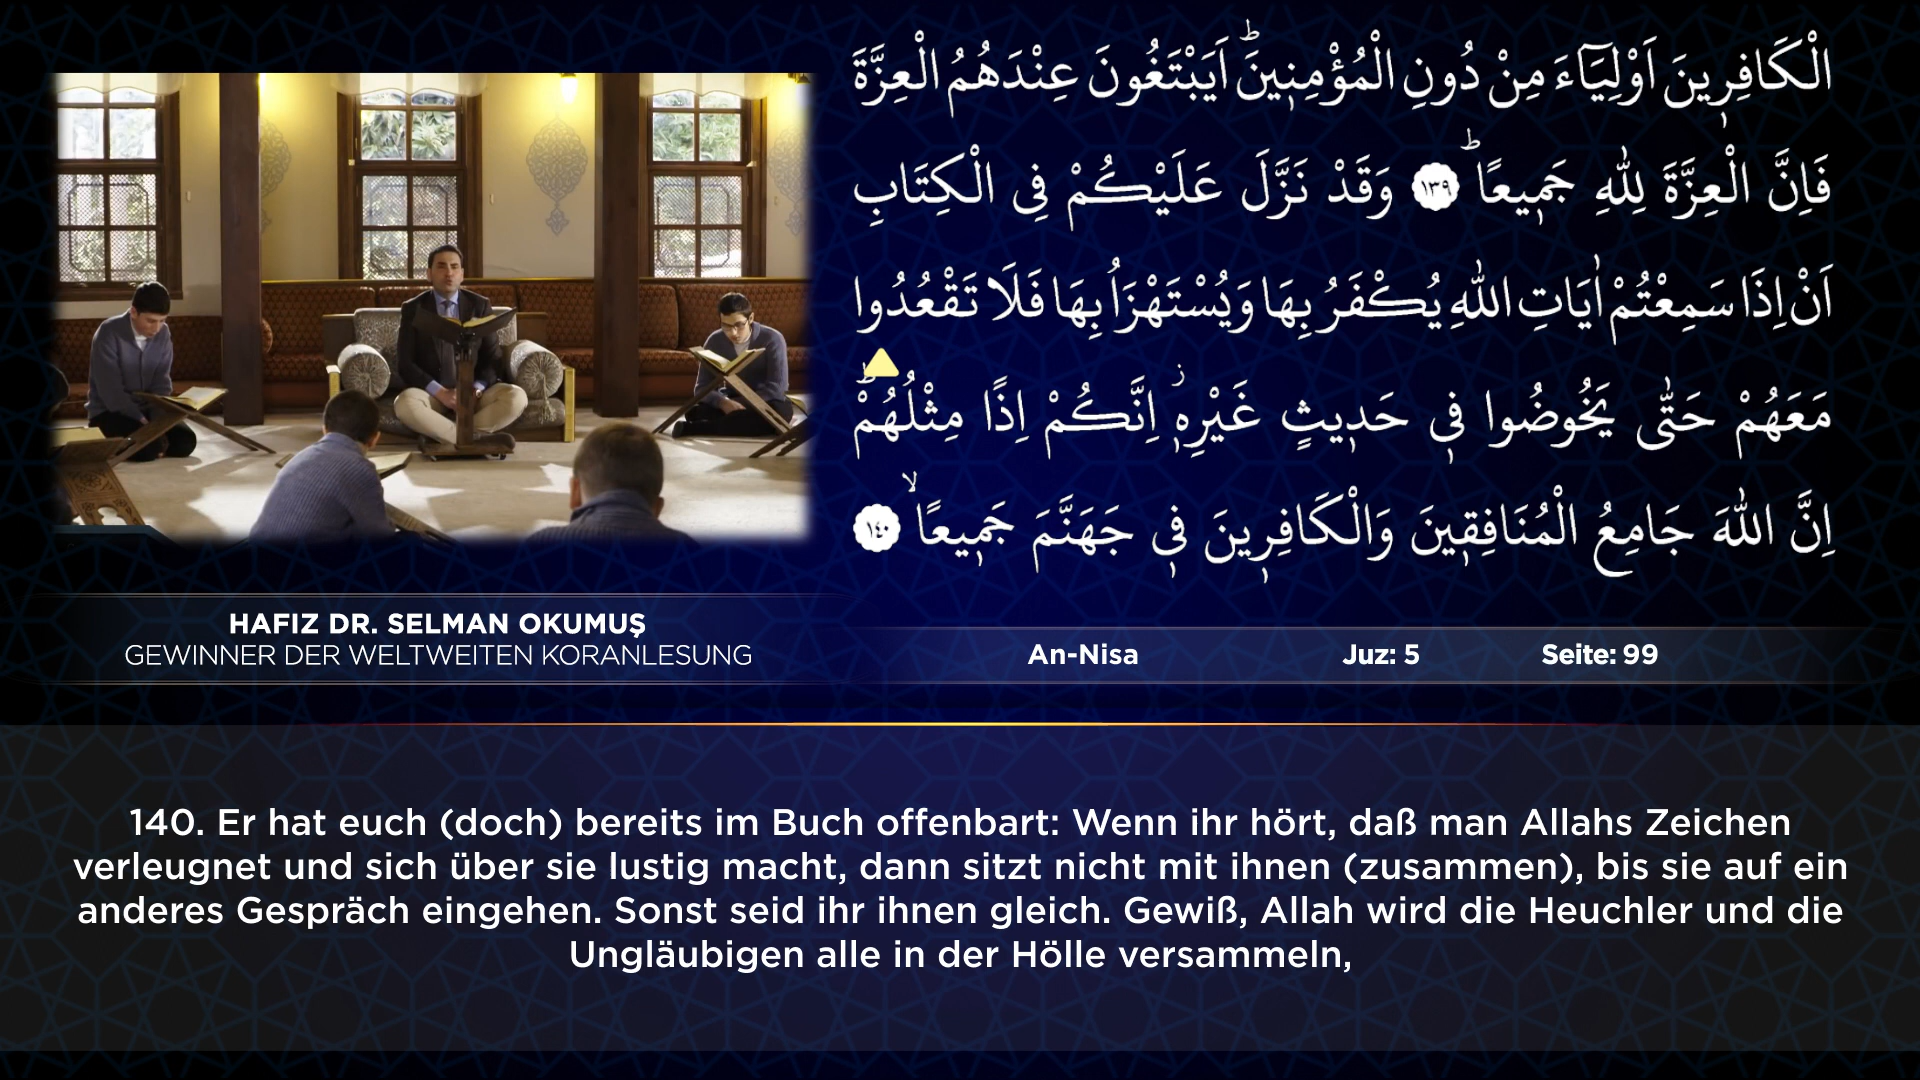 الْكَافِرِينَ اَوْلِيَٓاءَ مِنْ دُونِ الْمُؤْمِنِينَۜ اَيَبْتَغُونَ عِنْدَهُمُ الْعِزَّةَ
فَاِنَّ الْعِزَّةَ لِلّٰهِ جَمِيعًاۜ ﴿١٣٩﴾ وَقَدْ نَزَّلَ عَلَيْكُمْ فِي الْكِتَابِ
اَنْ اِذَا سَمِعْتُمْ اٰيَاتِ اللّٰهِ يُكْفَرُ بِهَا وَيُسْتَهْزَاُ بِهَا فَلَا تَقْعُدُوا
مَعَهُمْ حَتّٰى يَخُوضُوا فِي حَدِيثٍ غَيْرِهِۘ اِنَّكُمْ اِذًا مِثْلُهُمْۜ
اِنَّ اللّٰهَ جَامِعُ الْمُنَافِقِينَ وَالْكَافِرِينَ فِي جَهَنَّمَ جَمِيعًاۙ ﴿١٤٠﴾
HAFIZ DR. SELMAN OKUMUŞ
GEWINNER DER WELTWEITEN KORANLESUNG
An-Nisa Juz: 5 Seite: 99
140. Er hat euch (doch) bereits im Buch offenbart: Wenn ihr hört, daß man Allahs Zeichen
verleugnet und sich über sie lustig macht, dann sitzt nicht mit ihnen (zusammen), bis sie auf ein
anderes Gespräch eingehen. Sonst seid ihr ihnen gleich. Gewiß, Allah wird die Heuchler und die
Ungläubigen alle in der Hölle versammeln,